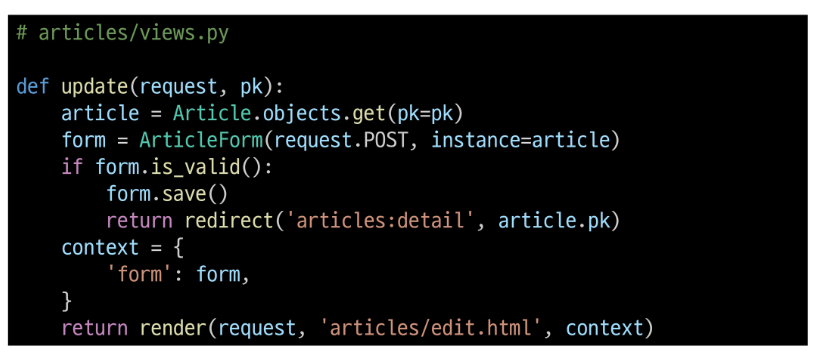 # articles/views.py

def update(request, pk):
    article = Article.objects.get(pk=pk)
    form = ArticleForm(request.POST, instance=article)
    if form.is_valid():
        form.save()
        return redirect('articles:detail', article.pk)
    context = {
        'form': form,
    }
    return render(request, 'articles/edit.html', context)